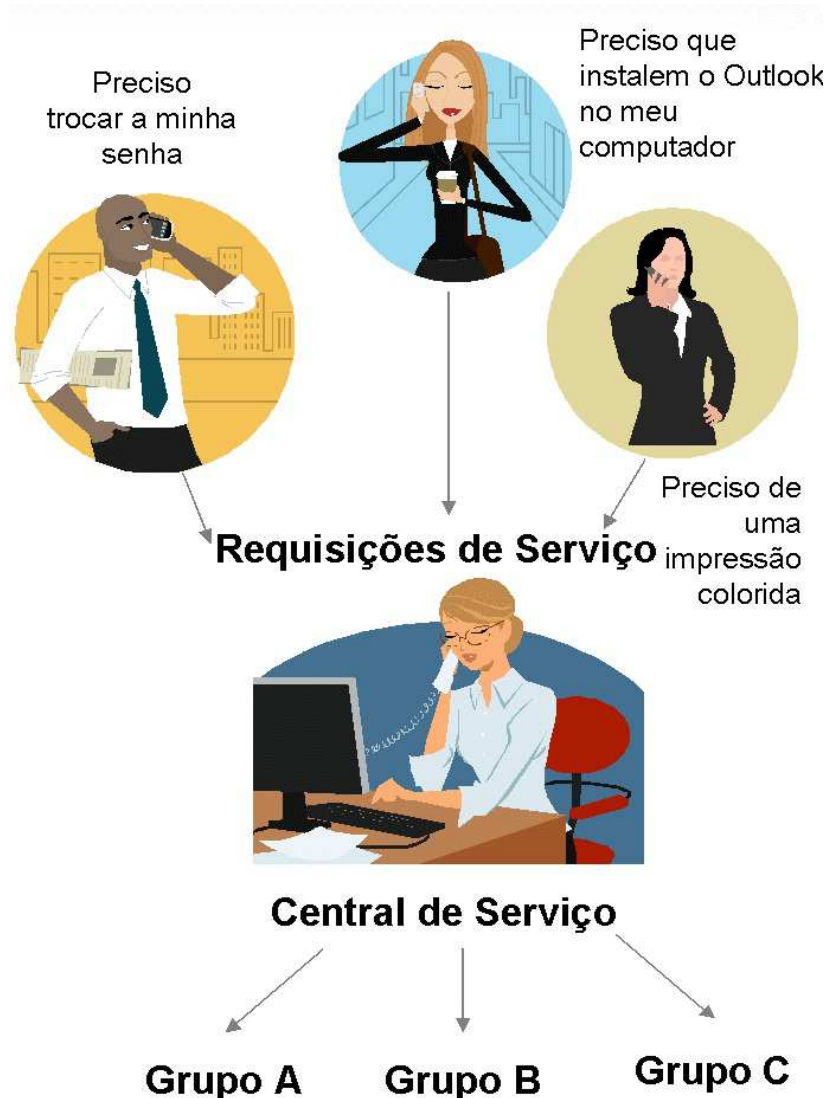 Preciso
trocar a minha
senha
Preciso que
instalem o Outlook
no meu
computador
Preciso de
uma
impressão
colorida
Requisições de Serviço
Central de Serviço
Grupo A
Grupo B
Grupo C